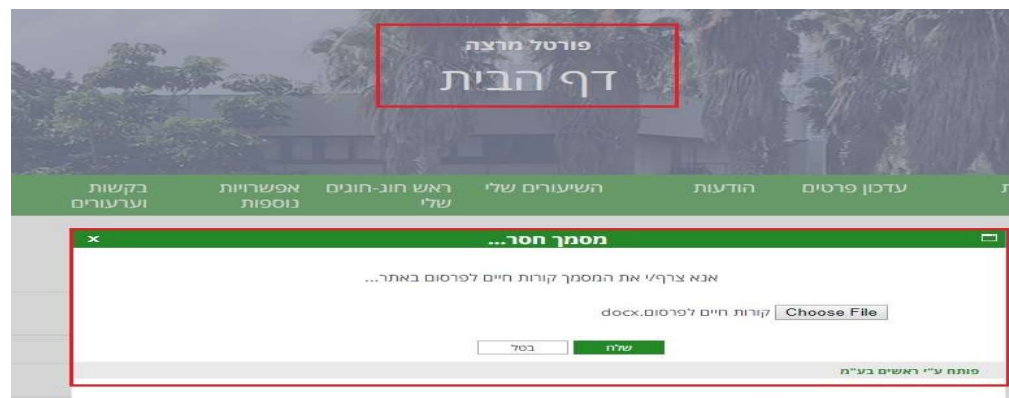 פורטל מרצה
דף הבית
ת
עדכון פרטים
הודעות
השיעורים שלי
ראש חוג-חוגים
שלי
אפשרויות
נוספות
בקשות
וערעורים
מסמך חסר...
×
אנא צרף/י את המסמך קורות חיים לפרסום באתר...
Choose File קורות חיים לפרסום.docx
שלח
בטל
פותח ע"י ראשים בע"מ